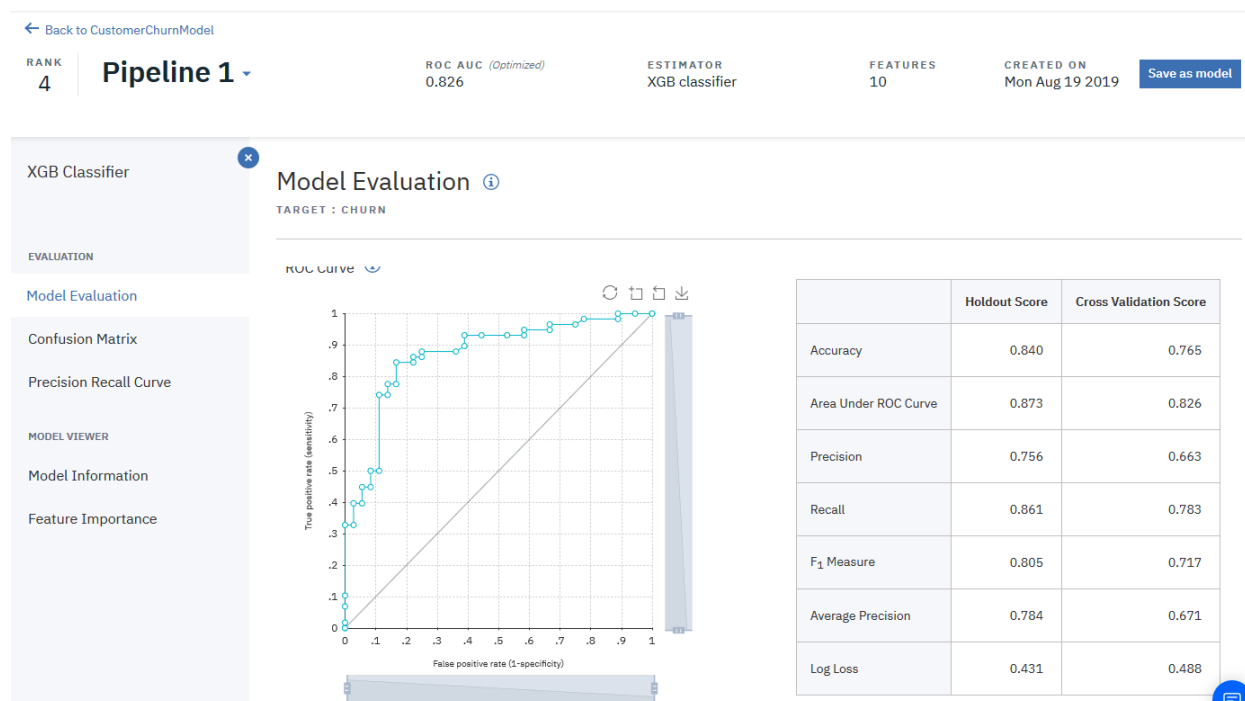 Back to CustomerChurnModel
RANK
4
Pipeline 1
ROC AUC (Optimized)
0.826
ESTIMATOR
XGB classifier
FEATURES
10
CREATED ON
Mon Aug 19 2019
Save as model
XGB Classifier
EVALUATION
Model Evaluation
Confusion Matrix
Precision Recall Curve
MODEL VIEWER
Model Information
Feature Importance
Model Evaluation
TARGET : CHURN
ROC Curve
True positive rate (sensitivity)
1
.9
.8
.7
.6
.5
.4
.3
.2
.1
0
0 .1 .2 .3 .4 .5 .6 .7 .8 .9 1
False positive rate (1-specificity)
Holdout Score Cross Validation Score
Accuracy 0.840 0.765
Area Under ROC Curve 0.873 0.826
Precision 0.756 0.663
Recall 0.861 0.783
F1 Measure 0.805 0.717
Average Precision 0.784 0.671
Log Loss 0.431 0.488